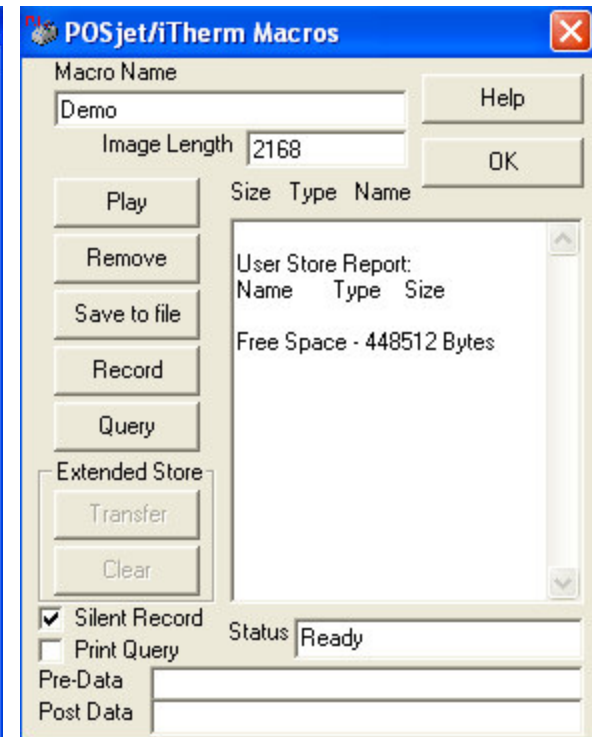 POSjet/iTherm Macros
Macro Name
Demo
Help
Image Length 2168
OK
Size Type Name
Play
Remove
Save to file
Record
Query
User Store Report:
Name Type Size
Free Space - 448512 Bytes
Extended Store
Transfer
Clear
Silent Record
Print Query
Status Ready
Pre-Data
Post Data